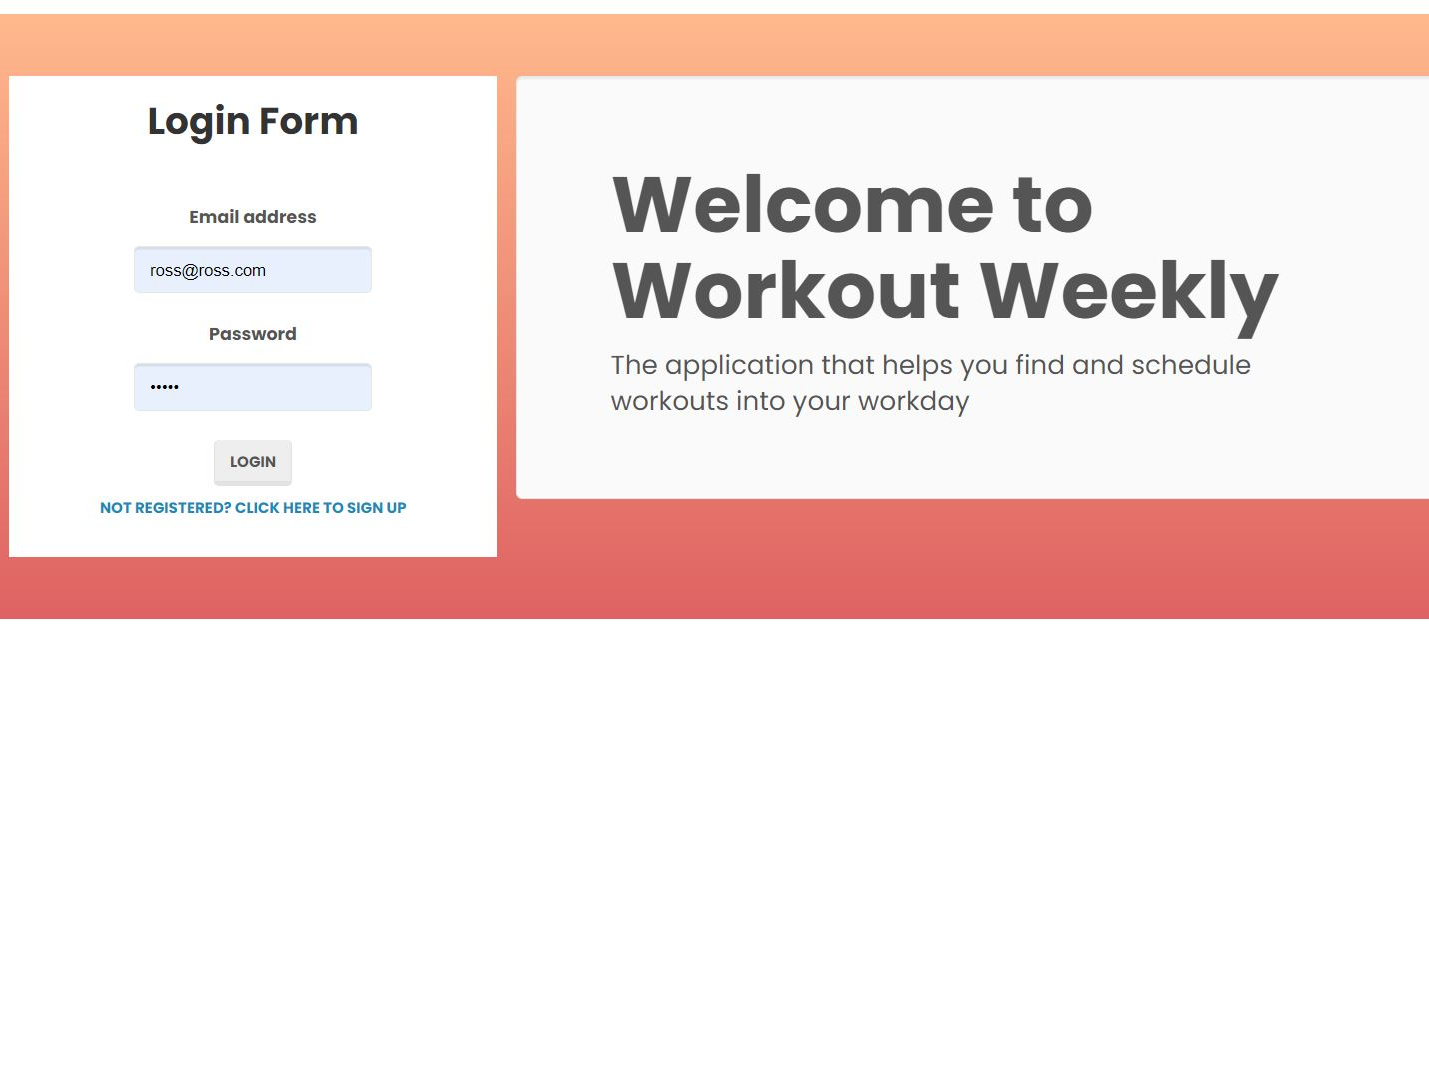 Login Form
Email address
ross@ross.com
Password
•••••
LOGIN
NOT REGISTERED? CLICK HERE TO SIGN UP
Welcome to
Workout Weekly
The application that helps you find and schedule
workouts into your workday